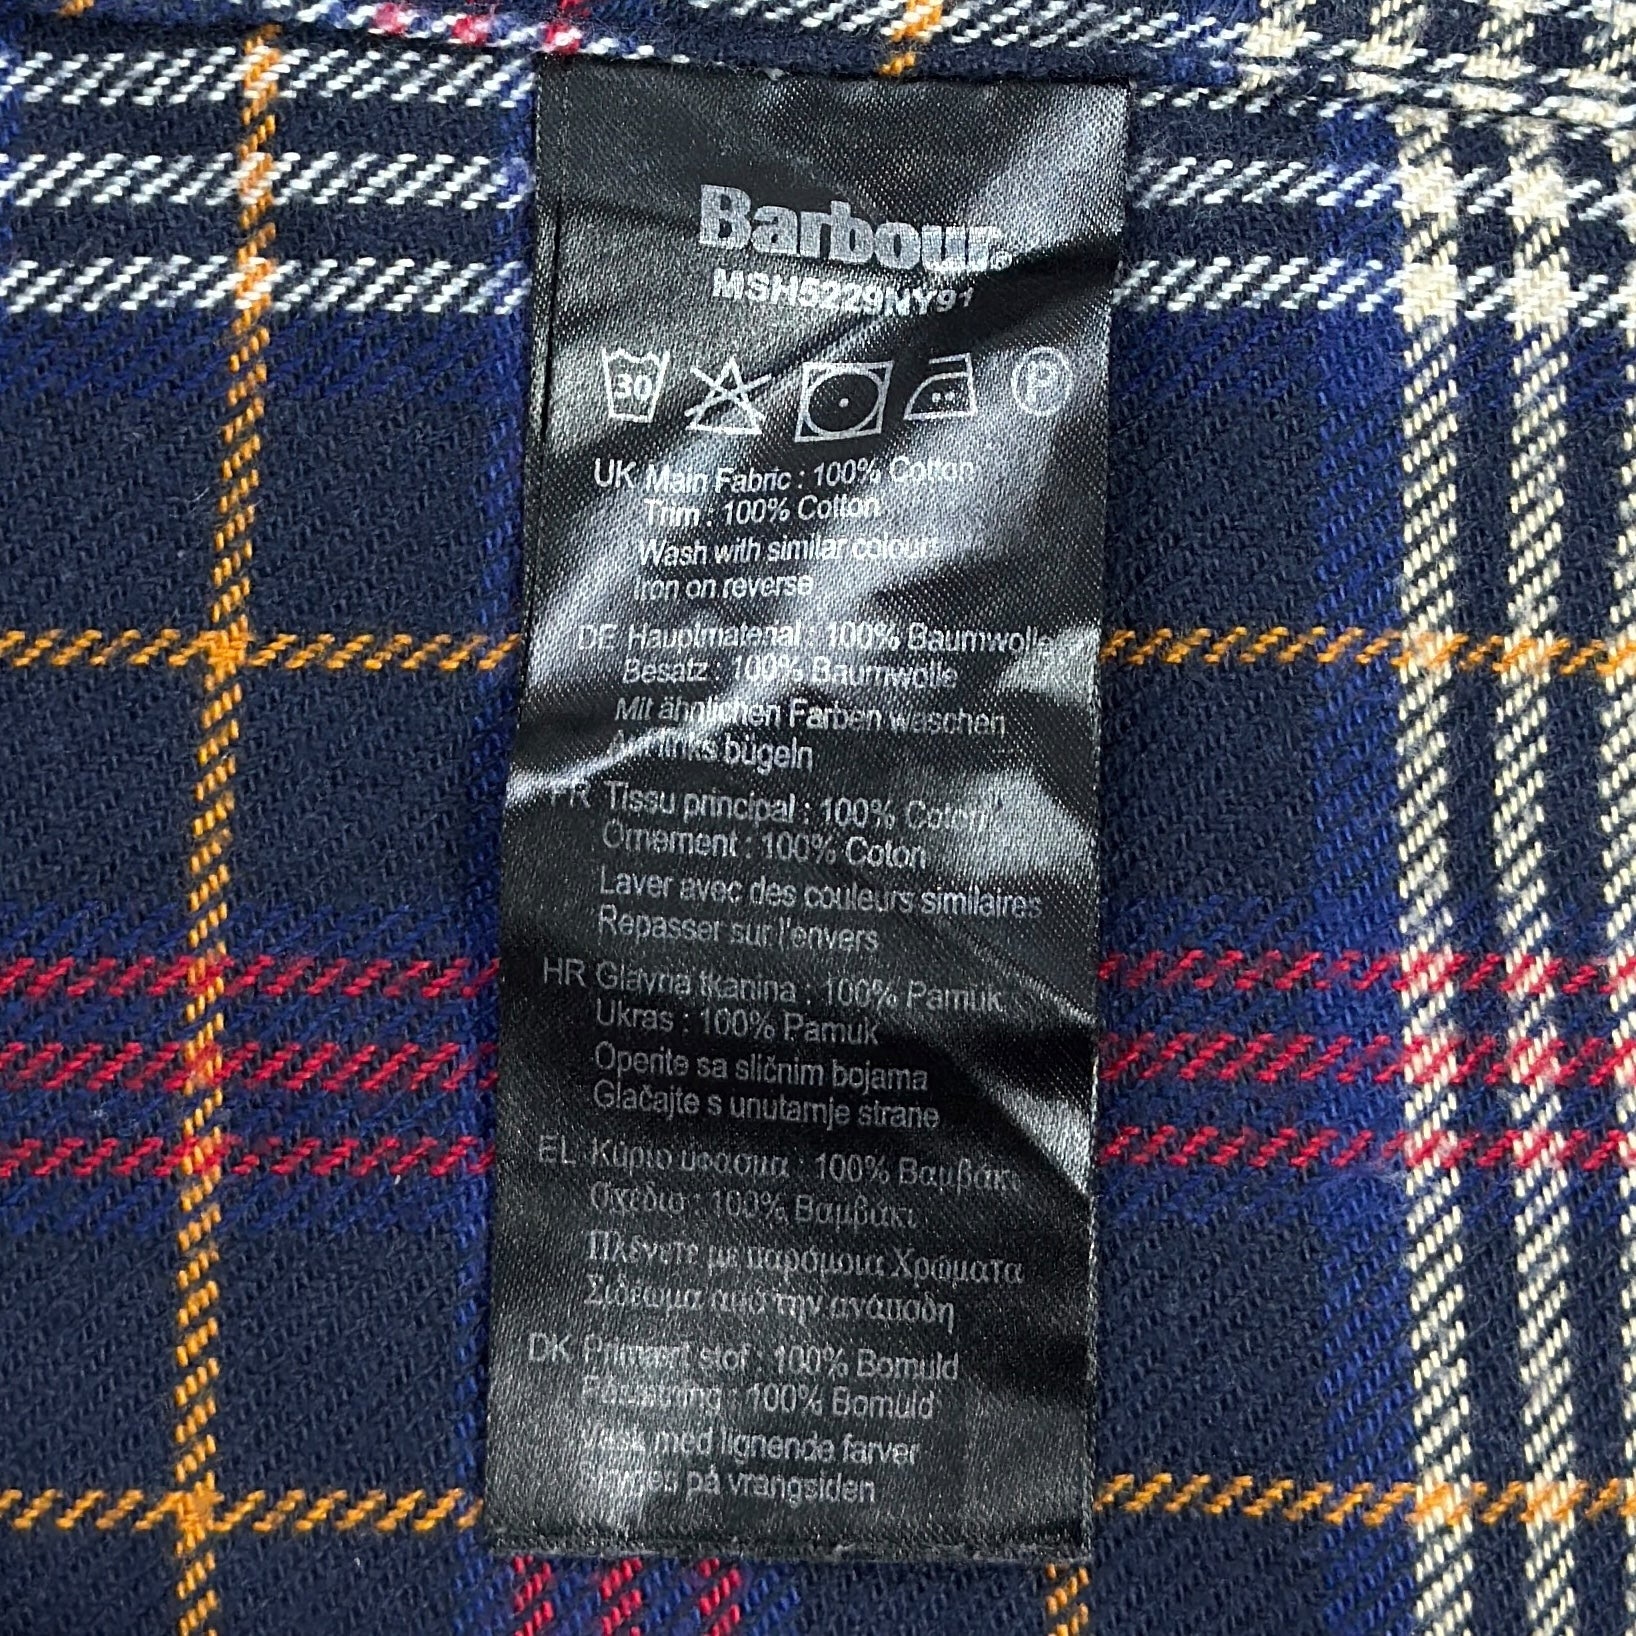 Barbour®
MSH5229NY91
30
P
UK Main Fabric : 100% Cotton
Trim : 100% Cotton
Wash with similar colours
Iron on reverse
DE Hauptmaterial : 100% Baumwolle
Besatz : 100% Baumwolle
Mit ähnlichen Farben waschen
Auf links bügeln
FR Tissu principal : 100% Coton
Ornement : 100% Coton
Laver avec des couleurs similaires
Repasser sur l'envers
HR Glavna tkanina : 100% Pamuk
Ukras : 100% Pamuk
Operite sa sličnim bojama
Glačajte s unutarnje strane
EL Κύριο ύφασμα : 100% Βαμβάκι
Σχέδιο : 100% Βαμβάκι
Πλένετε με παρόμοια Χρώματα
Σιδέωμα από την ανάποδη
DK Primært stof : 100% Bomuld
100% Bomuld
Vask med lignende farver
på vrangsiden